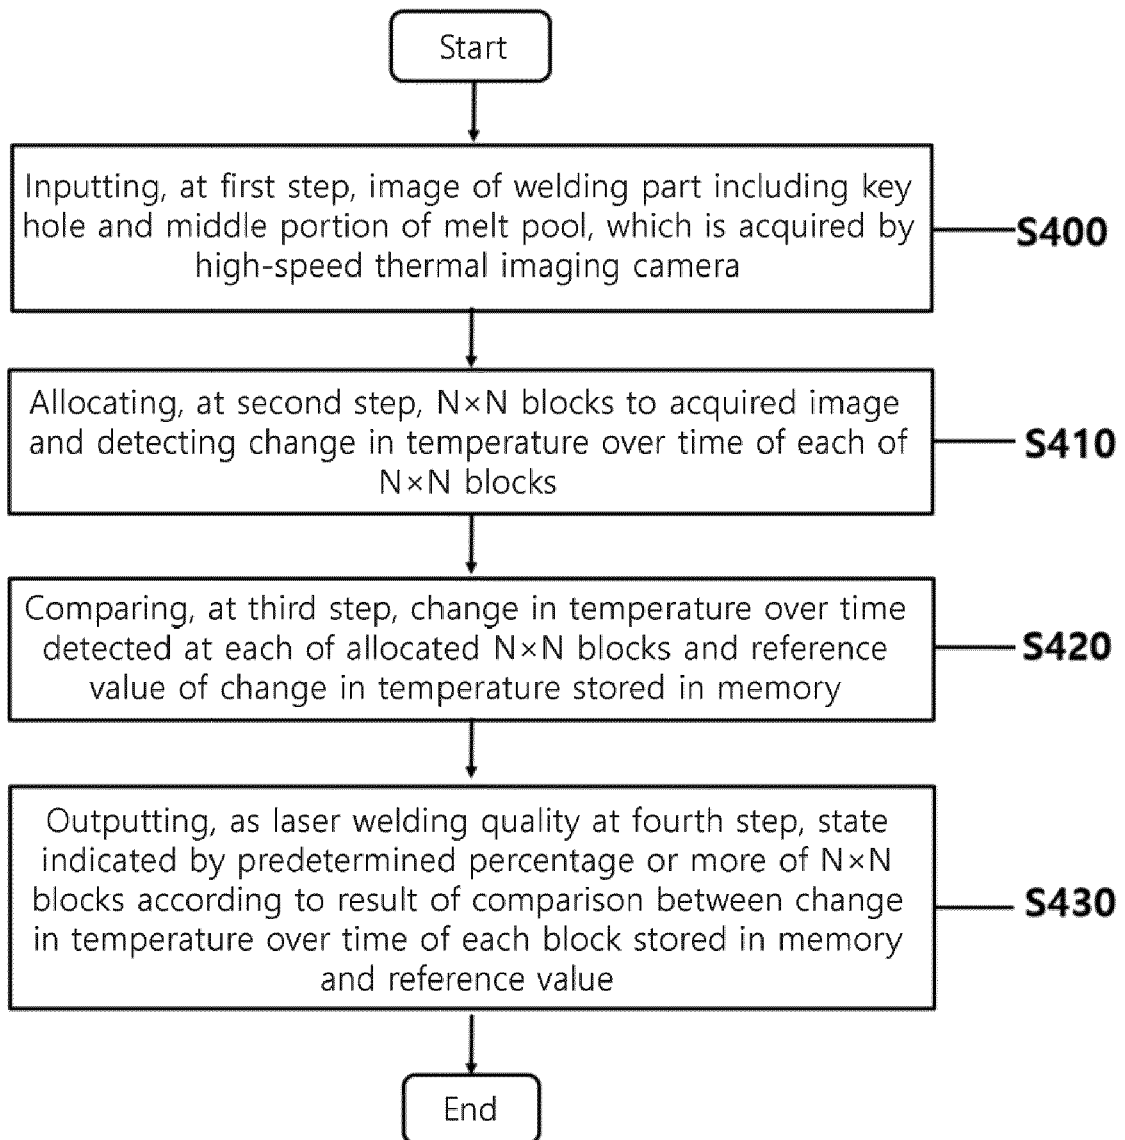 Start
Inputting, at first step, image of welding part including key
hole and middle portion of melt pool, which is acquired by
high-speed thermal imaging camera
S400
Allocating, at second step, N×N blocks to acquired image
and detecting change in temperature over time of each of
N×N blocks
S410
Comparing, at third step, change in temperature over time
detected at each of allocated N×N blocks and reference
value of change in temperature stored in memory
S420
Outputting, as laser welding quality at fourth step, state
indicated by predetermined percentage or more of N×N
blocks according to result of comparison between change
in temperature over time of each block stored in memory
and reference value
S430
End